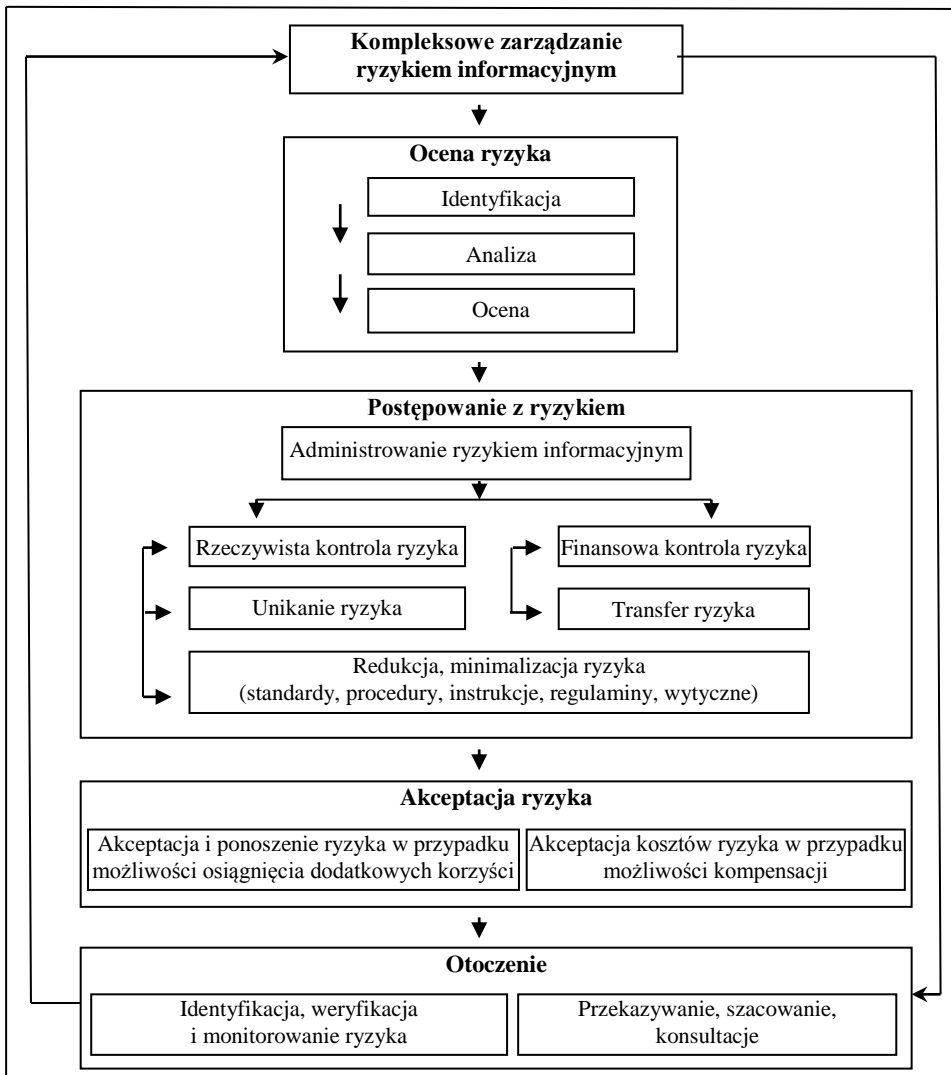 Kompleksowe zarządzanie
ryzykiem informacyjnym
Ocena ryzyka
Identyfikacja
Analiza
Ocena
Postępowanie z ryzykiem
Administrowanie ryzykiem informacyjnym
Rzeczywista kontrola ryzyka
Finansowa kontrola ryzyka
Unikanie ryzyka
Transfer ryzyka
Redukcja, minimalizacja ryzyka
(standardy, procedury, instrukcje, regulaminy, wytyczne)
Akceptacja ryzyka
Akceptacja i ponoszenie ryzyka w przypadku
możliwości osiągnięcia dodatkowych korzyści
Akceptacja kosztów ryzyka w przypadku
możliwości kompensacji
Otoczenie
Identyfikacja, weryfikacja
i monitorowanie ryzyka
Przekazywanie, szacowanie,
konsultacje